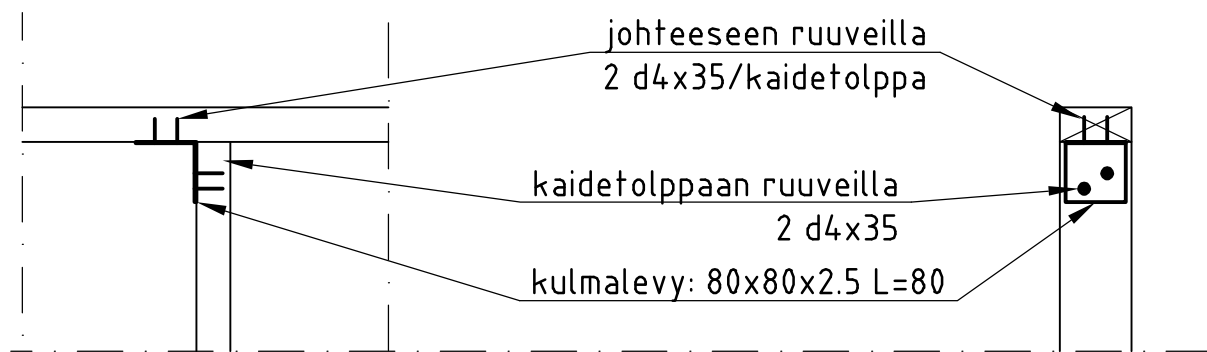 johteeseen ruuveilla
2 d4x35/kaidetolppa
kaidetolppaan ruuveilla
2 d4x35
kulmalevy: 80x80x2.5 L=80